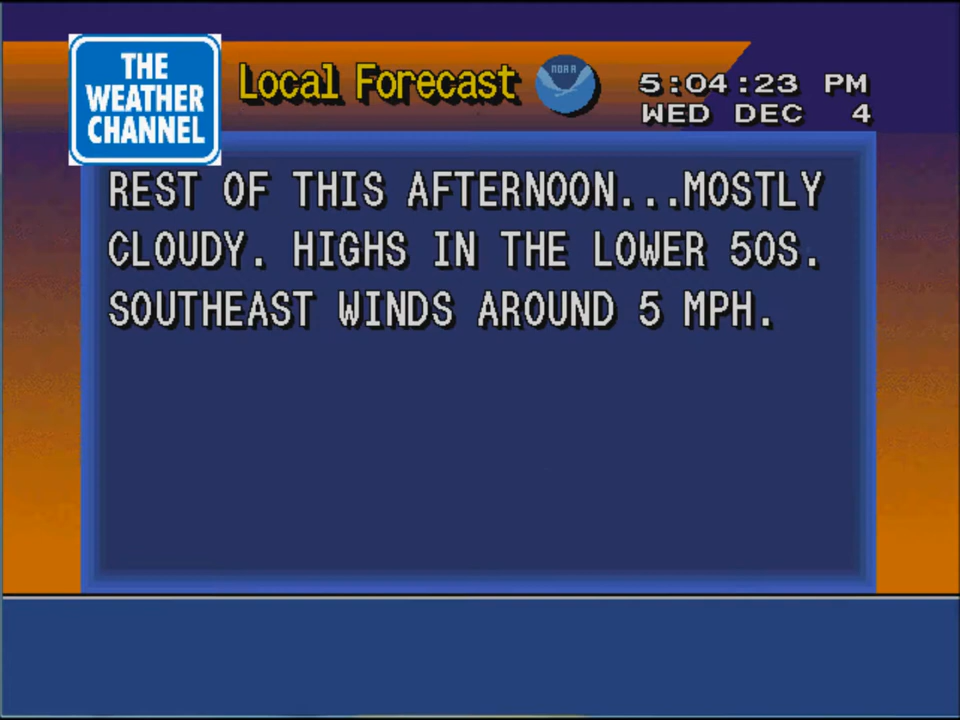 THE
WEATHER
CHANNEL
Local Forecast
NOAA
5:04:23 PM
WED DEC 4
REST OF THIS AFTERNOON...MOSTLY
CLOUDY. HIGHS IN THE LOWER 50S.
SOUTHEAST WINDS AROUND 5 MPH.